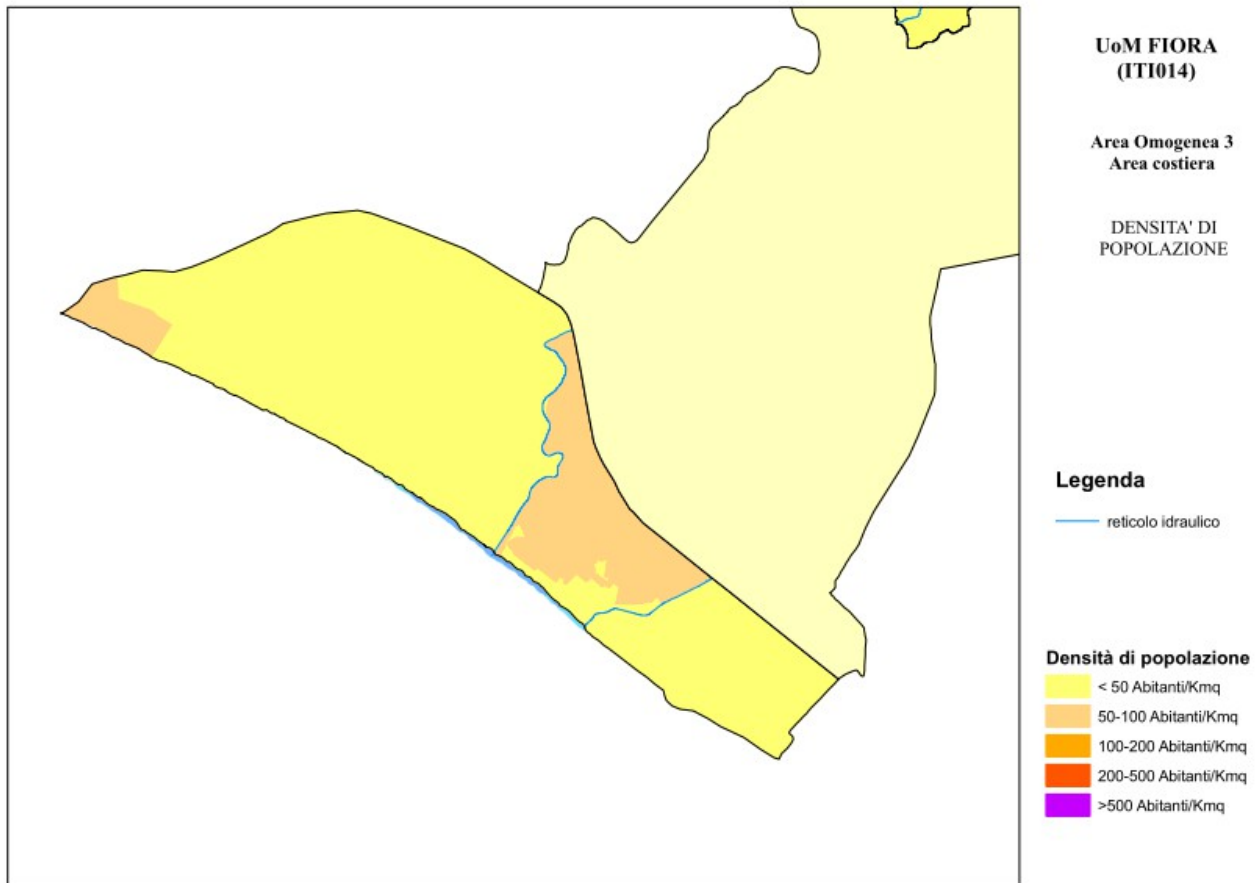 UoM FIORA
(ITI014)
Area Omogenea 3
Area costiera
DENSITA' DI
POPOLAZIONE
Legenda
reticolo idraulico
Densità di popolazione
< 50 Abitanti/Kmq
50-100 Abitanti/Kmq
100-200 Abitanti/Kmq
200-500 Abitanti/Kmq
>500 Abitanti/Kmq